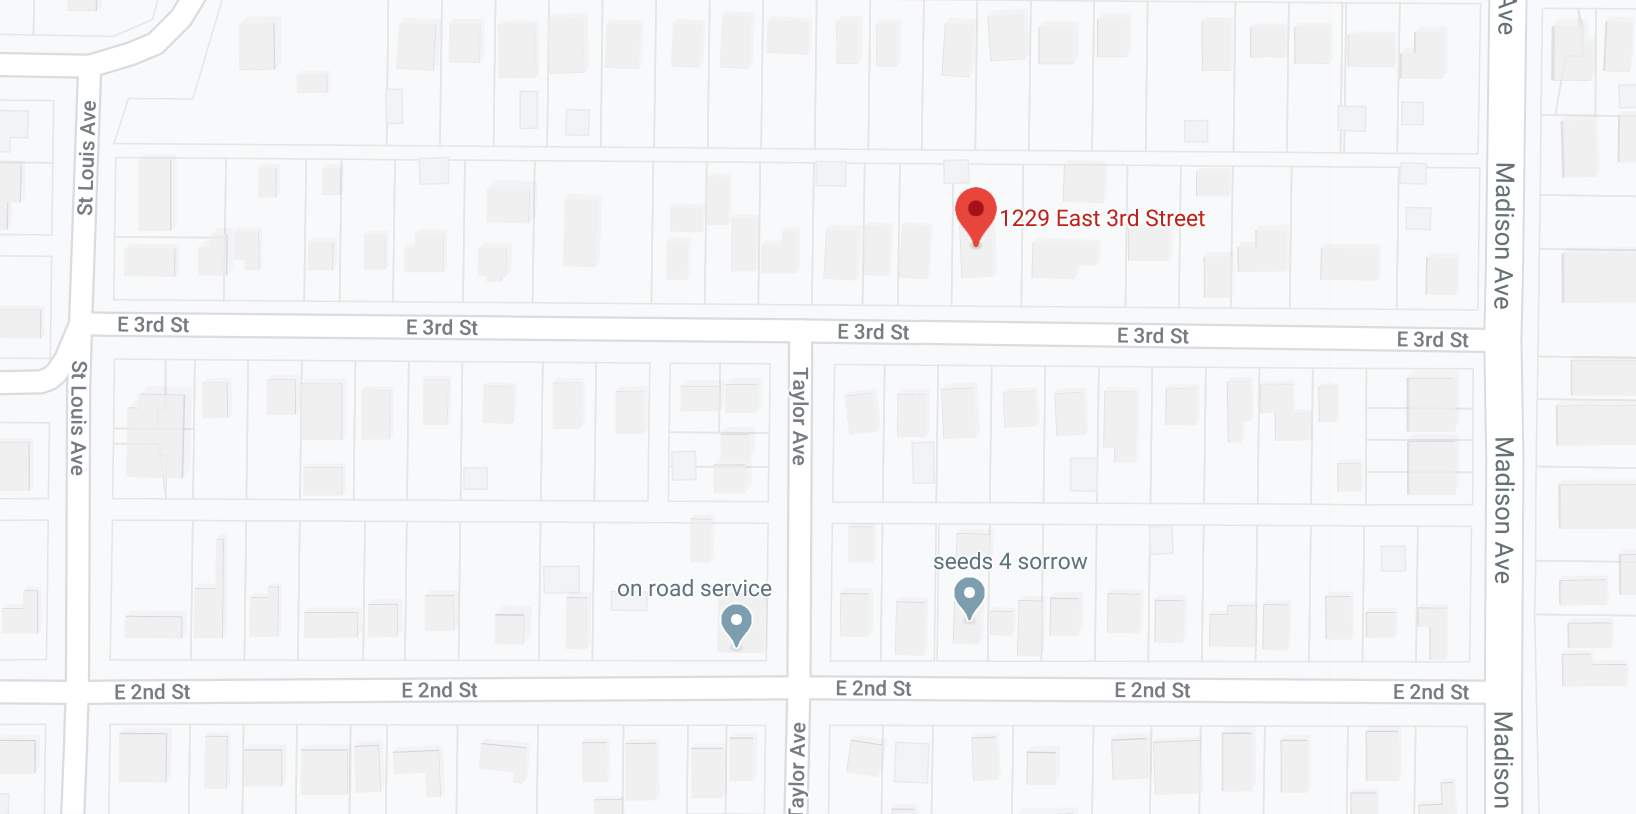 Ave
St Louis Ave
Madison Ave
1229 East 3rd Street
E 3rd St
E 3rd St
E 3rd St
E 3rd St
E 3rd St
St Louis Ave
Taylor Ave
Madison Ave
seeds 4 sorrow
on road service
E 2nd St
E 2nd St
E 2nd St
E 2nd St
E 2nd St
Taylor Ave
Madison